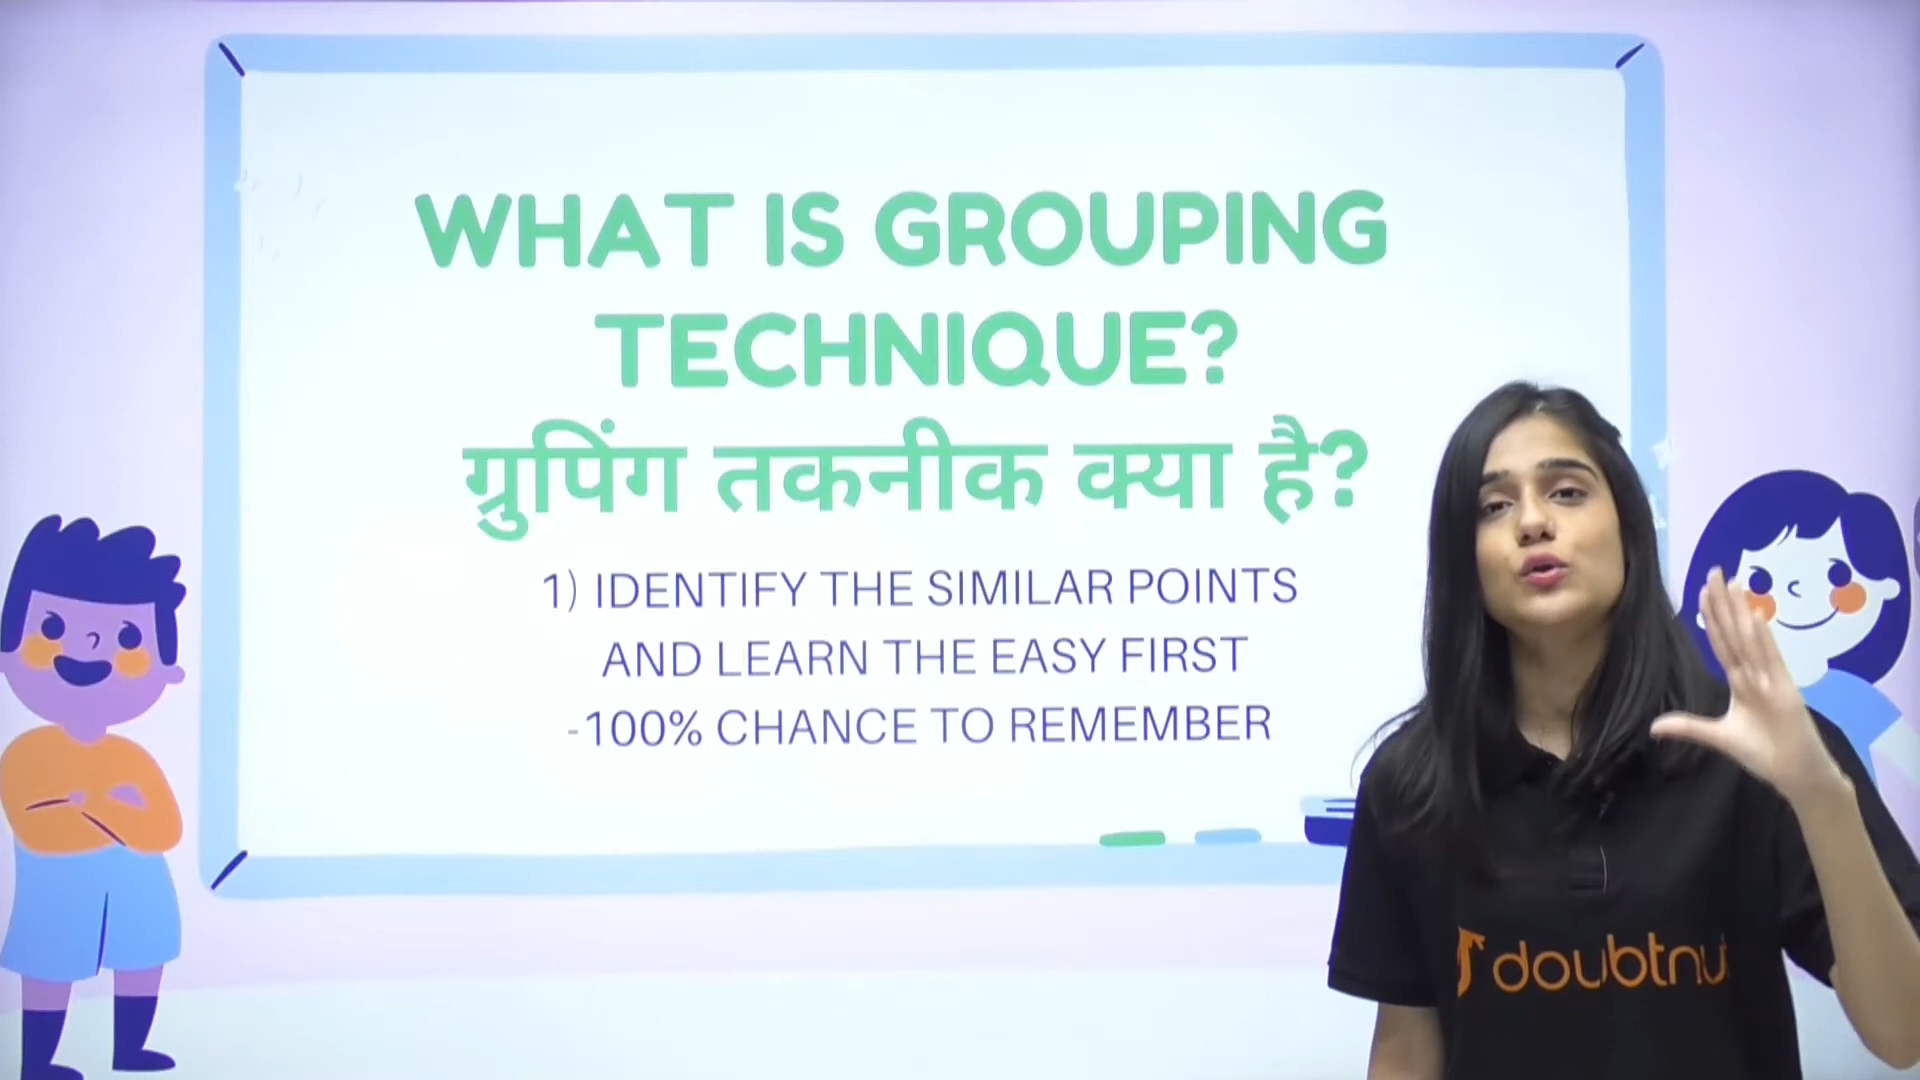 WHAT IS GROUPING
TECHNIQUE?
ग्रुपिंग तकनीक क्या है?
1) IDENTIFY THE SIMILAR POINTS
AND LEARN THE EASY FIRST
-100% CHANCE TO REMEMBER
doubtnut